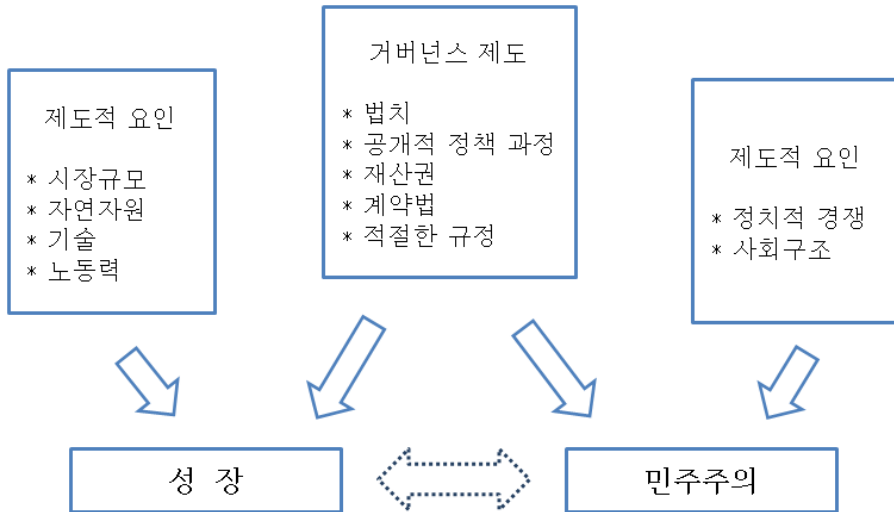 제도적 요인
* 시장규모
* 자연자원
* 기술
* 노동력
거버넌스 제도
* 법치
* 공개적 정책 과정
* 재산권
* 계약법
* 적절한 규정
제도적 요인
* 정치적 경쟁
* 사회구조
성 장
민주주의